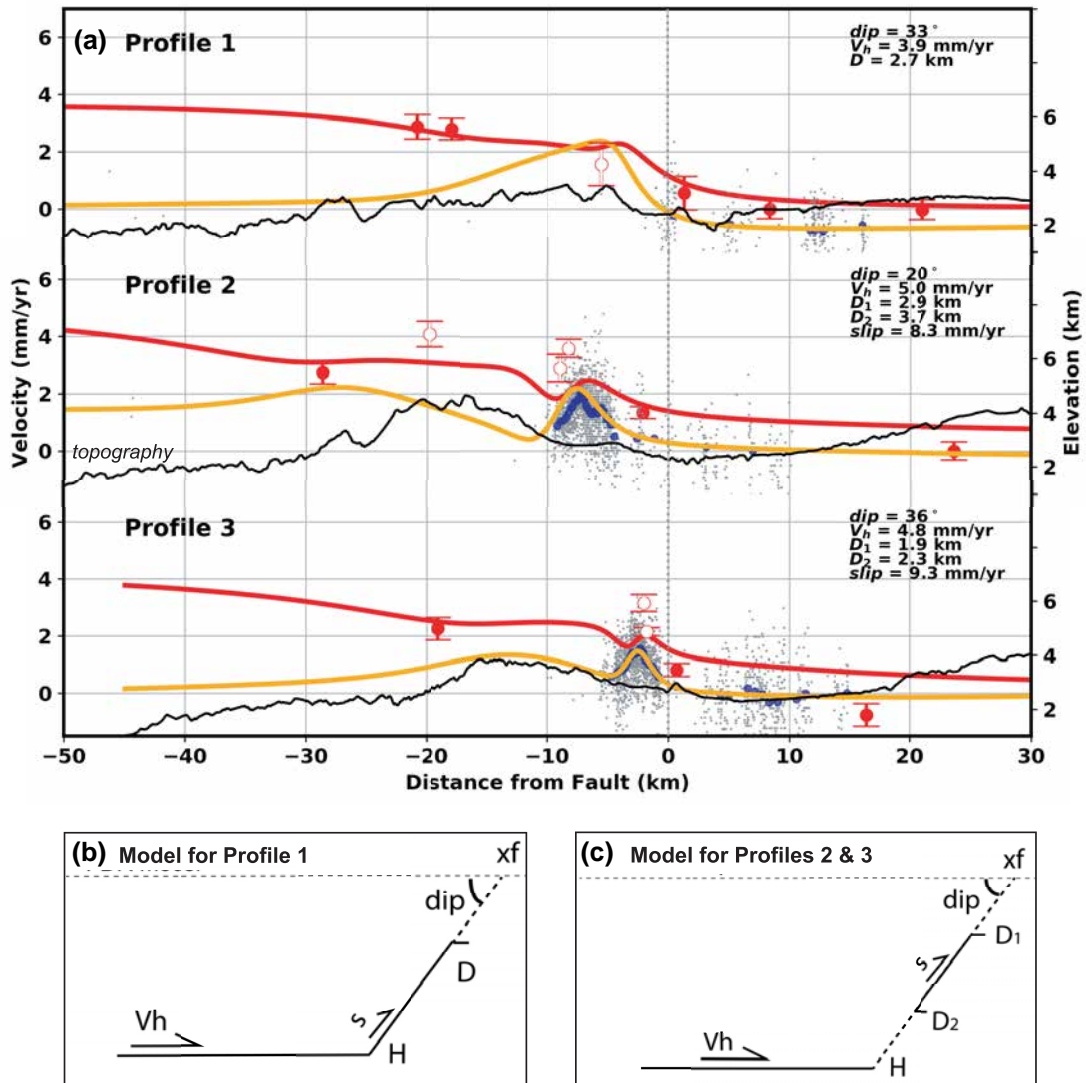 (a) Profile 1
dip = 33°
Vh = 3.9 mm/yr
D = 2.7 km
6
4
2
0
6
4
2
Profile 2
dip = 20°
Vh = 5.0 mm/yr
D1 = 2.9 km
D2 = 3.7 km
slip = 8.3 mm/yr
6
4
2
0
6
4
2
topography
Velocity (mm/yr)
Elevation (km)
Profile 3
dip = 36°
Vh = 4.8 mm/yr
D1 = 1.9 km
D2 = 2.3 km
slip = 9.3 mm/yr
6
4
2
0
6
4
2
−50 −40 −30 −20 −10 0 10 20 30
Distance from Fault (km)
(b) Model for Profile 1
xf
dip
D
s
Vh
H
(c) Model for Profiles 2 & 3
xf
dip
D1
s
D2
Vh
H